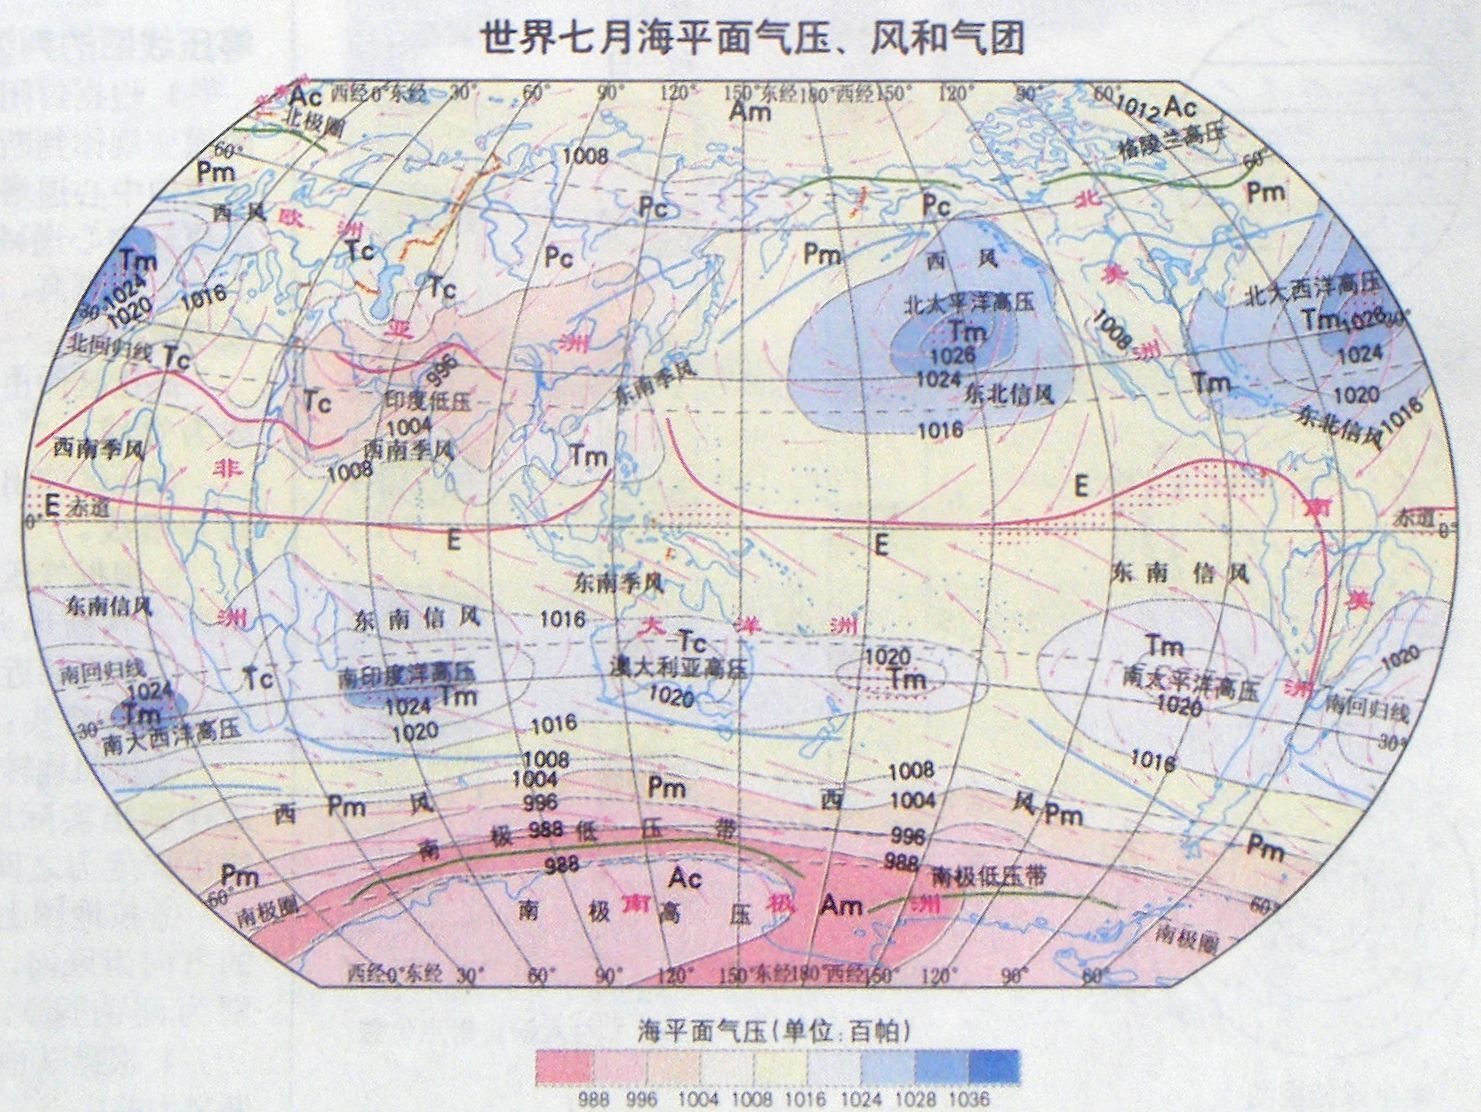 世界七月海平面气压、风和气团
Ac 西经0°东经 30° 60° 90° 120° 150°东经180°西经150° 120° 90° 60° 1012 Ac
Am
北极圈
格陵兰高压
60° 1008 60°
Pm Pc Pc 北 Pm
西风 欧洲
Tm Tc Pc Pm 西风 美
1024 Tc 北太平洋高压 北大西洋高压
30° 1020 1016 Tm Tm 1026 30°
北回归线 Tc 亚洲 1026 1008 洲 1024
996 1024 Tm 1020
Tc 印度低压 东南季风 东北信风 东北信风 1016
1004 1016
西南季风 西南季风
非 1008 Tm
E 赤道 E 南 赤道
0° E E 0°
东南季风 东南信风
东南信风 美
洲 东南信风 1016 大洋洲
Tc Tm
南回归线 Tc 南印度洋高压 澳大利亚高压 1020 南太平洋高压 洲 1020
1024 1024 Tm 1020 Tm 1020 南回归线
Tm
30° 南大西洋高压 1020 1016 30°
1008 1016
1004 Pm 1008
西 Pm 风 996 西 1004 风 Pm
南极 988 低压带 996
988 988 Pm
Pm Ac 南极低压带
60° 南极圈 南极高压 南极洲 Am 60°
南极圈
西经0°东经 30° 60° 90° 120° 150°东经180°西经150° 120° 90° 60°
海平面气压(单位:百帕)
988 996 1004 1008 1016 1024 1028 1036